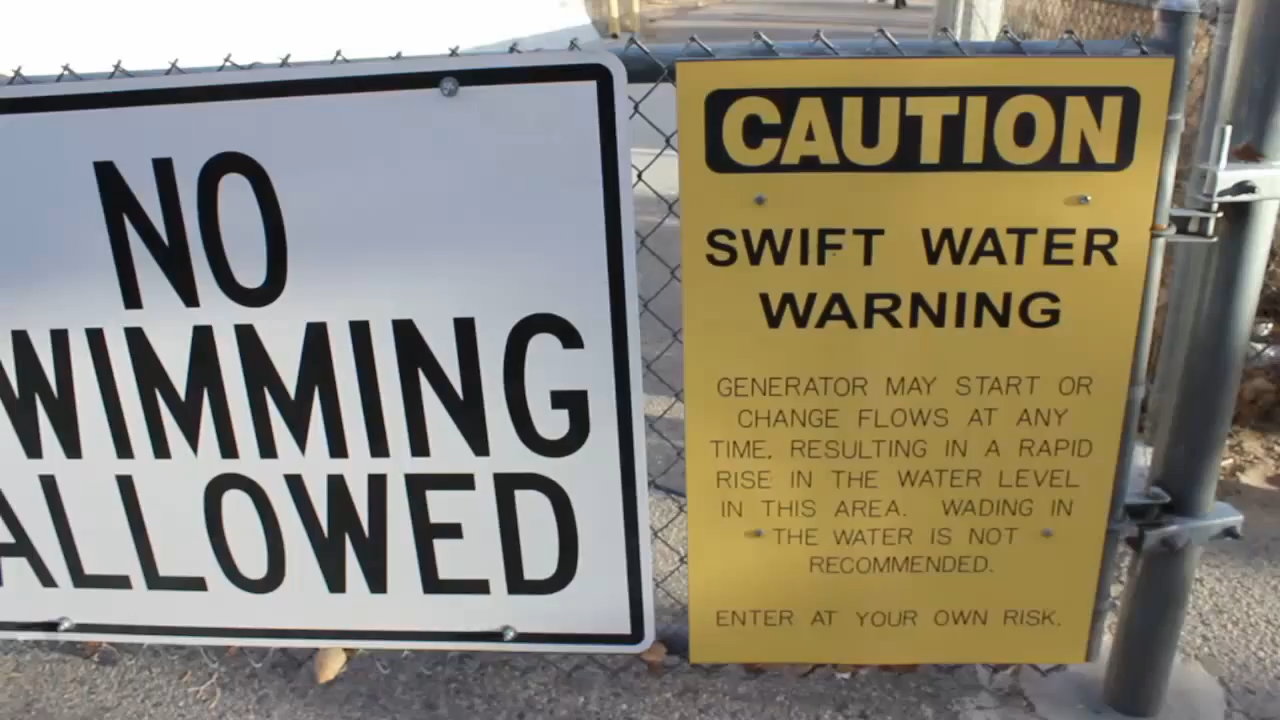 NO
WIMMING
ALLOWED
CAUTION
SWIFT WATER
WARNING
GENERATOR MAY START OR
CHANGE FLOWS AT ANY
TIME, RESULTING IN A RAPID
RISE IN THE WATER LEVEL
IN THIS AREA. WADING IN
THE WATER IS NOT
RECOMMENDED.
ENTER AT YOUR OWN RISK.